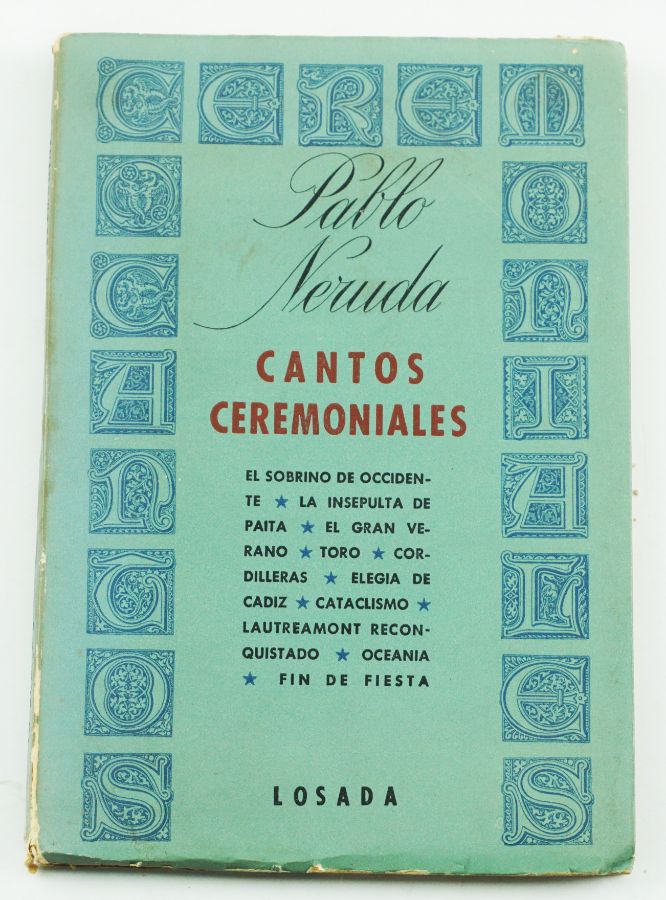 CEREM
O
N
I
A
L
E
S
C
A
N
T
O
S
Pablo
Neruda
CANTOS
CEREMONIALES
EL SOBRINO DE OCCIDEN-
TE ★ LA INSEPULTA DE
PAITA ★ EL GRAN VE-
RANO ★ TORO ★ COR-
DILLERAS ★ ELEGIA DE
CADIZ ★ CATACLISMO ★
LAUTREAMONT RECON-
QUISTADO ★ OCEANIA
★ FIN DE FIESTA
LOSADA